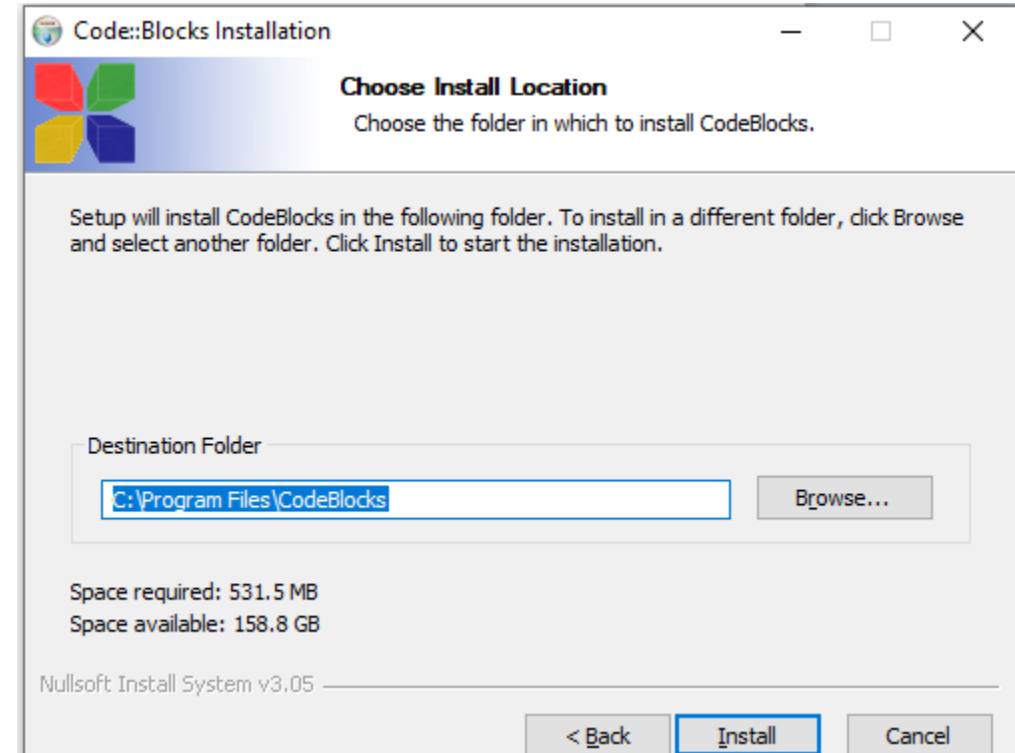 Code::Blocks Installation
Choose Install Location
Choose the folder in which to install CodeBlocks.
Setup will install CodeBlocks in the following folder. To install in a different folder, click Browse
and select another folder. Click Install to start the installation.
Destination Folder
C:\Program Files\CodeBlocks
Browse...
Space required: 531.5 MB
Space available: 158.8 GB
Nullsoft Install System v3.05
< Back Install Cancel